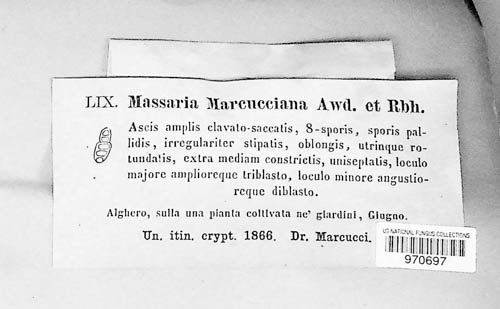 LIX. Massaria Marcucciana Awd. et Rbh.
Ascis amplis clavato-saccatis, 8-sporis, sporis pal-
lidis, irregulariter stipatis, oblongis, utrinque ro-
tundatis, extra mediam constrictis, uniseptatis, loculo
majore amplioreque triblasto, loculo minore angustio-
reque diblasto.
Alghero, sulla una pianta coltivata ne' giardini, Giugno.
Un. itin. crypt. 1866. Dr. Marcucci.
US NATIONAL FUNGUS COLLECTIONS
970697